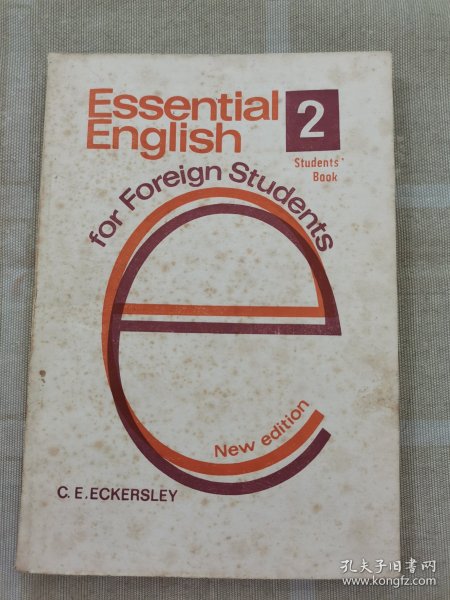 Essential
English
2
Students'
Book
for Foreign Students
New edition
C. E. ECKERSLEY
孔夫子旧书网
www.kongfz.com